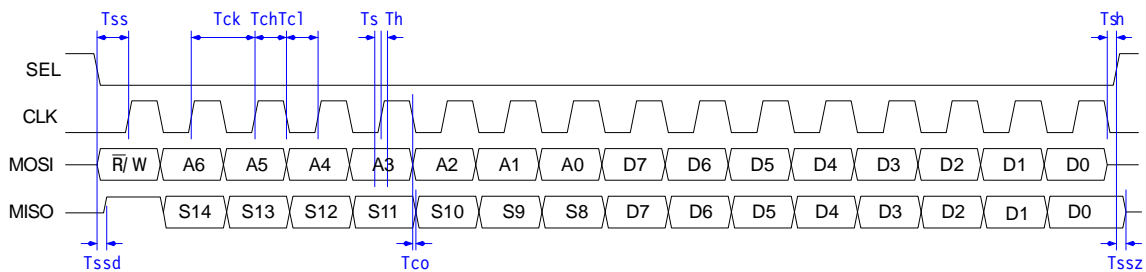 Tss Tck Tch Tcl Ts Th Tsh
SEL
CLK
MOSI R̅/W A6 A5 A4 A3 A2 A1 A0 D7 D6 D5 D4 D3 D2 D1 D0
MISO S14 S13 S12 S11 S10 S9 S8 D7 D6 D5 D4 D3 D2 D1 D0
Tssd Tco Tssz